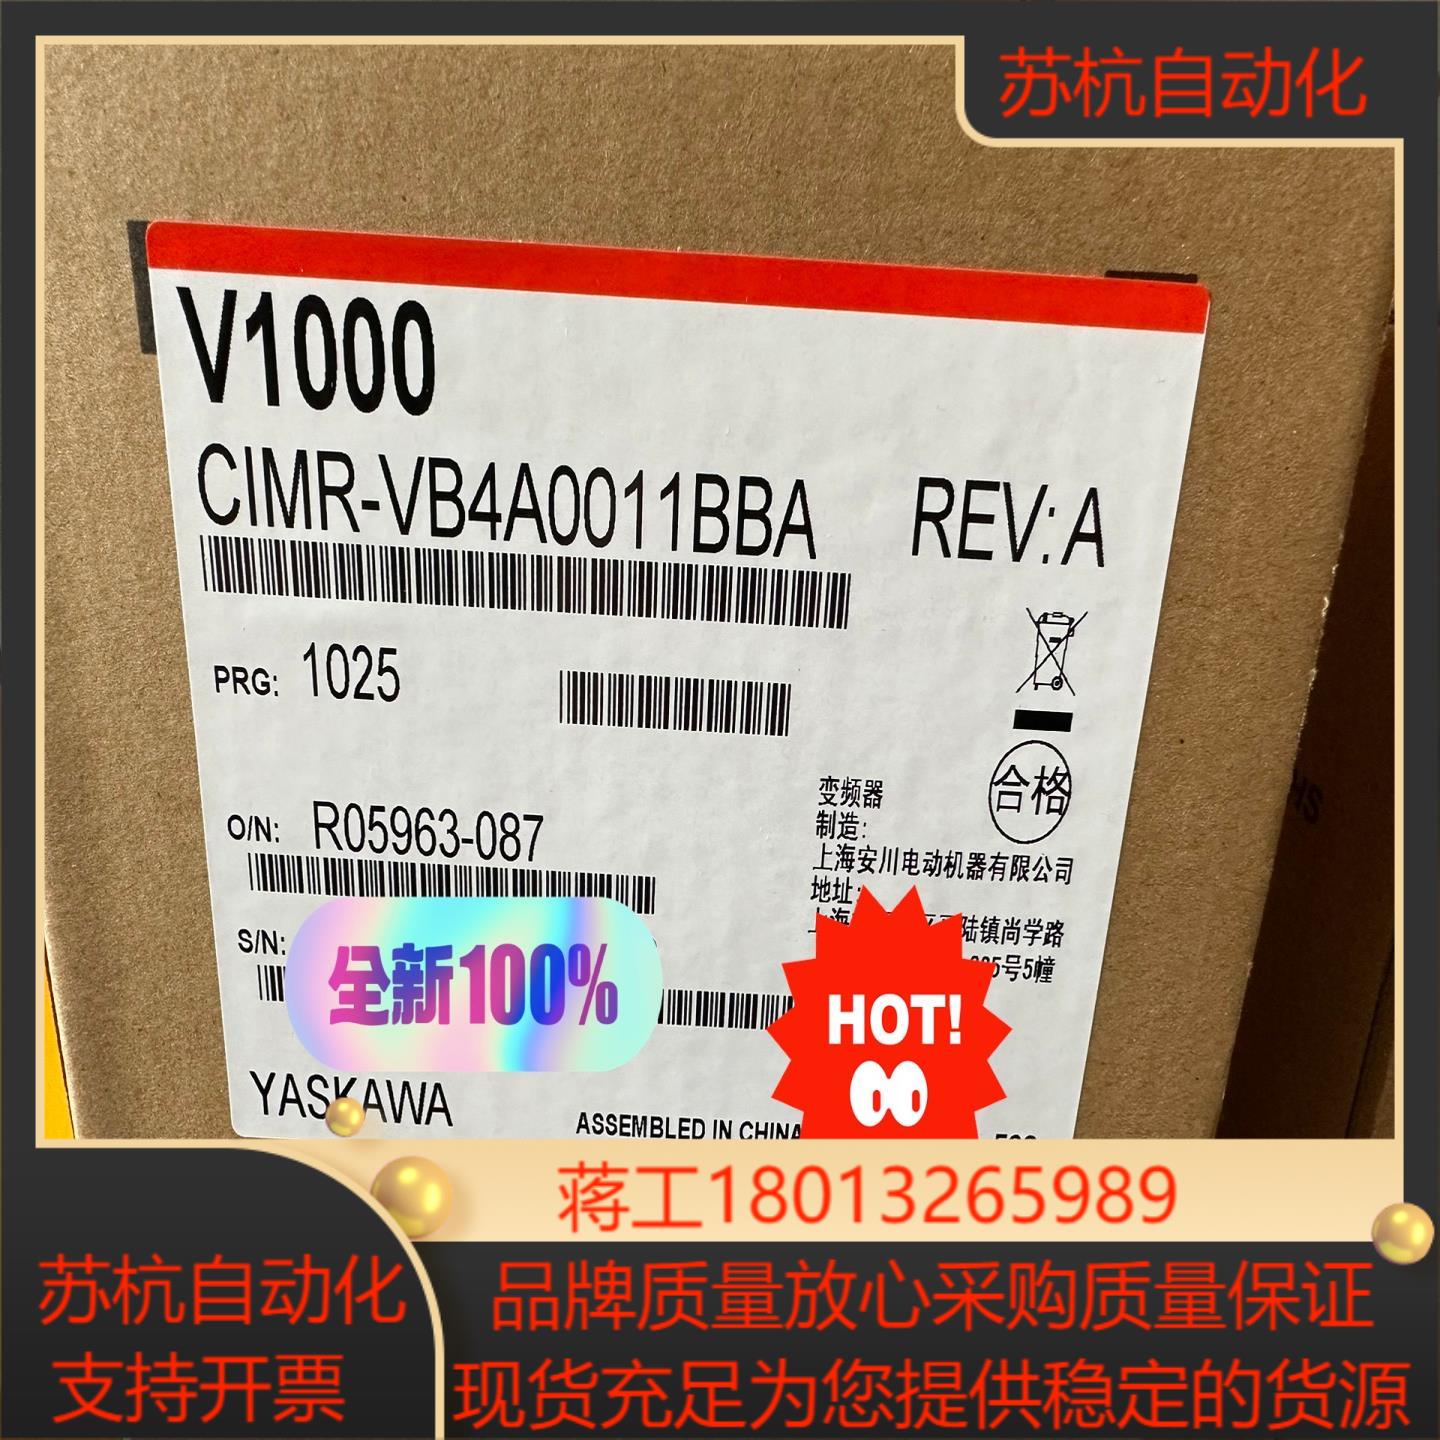 苏杭自动化
V1000
CIMR-VB4A0011BBA REV:A
PRG: 1025
O/N: R05963-087
变频器
制造:
合格
上海安川电动机器有限公司
地址:
陆镇尚学路
号5幢
S/N:
全新100%
HOT!
YASKAWA
ASSEMBLED IN CHINA
蒋工18013265989
苏杭自动化
支持开票
品牌质量放心采购质量保证
现货充足为您提供稳定的货源